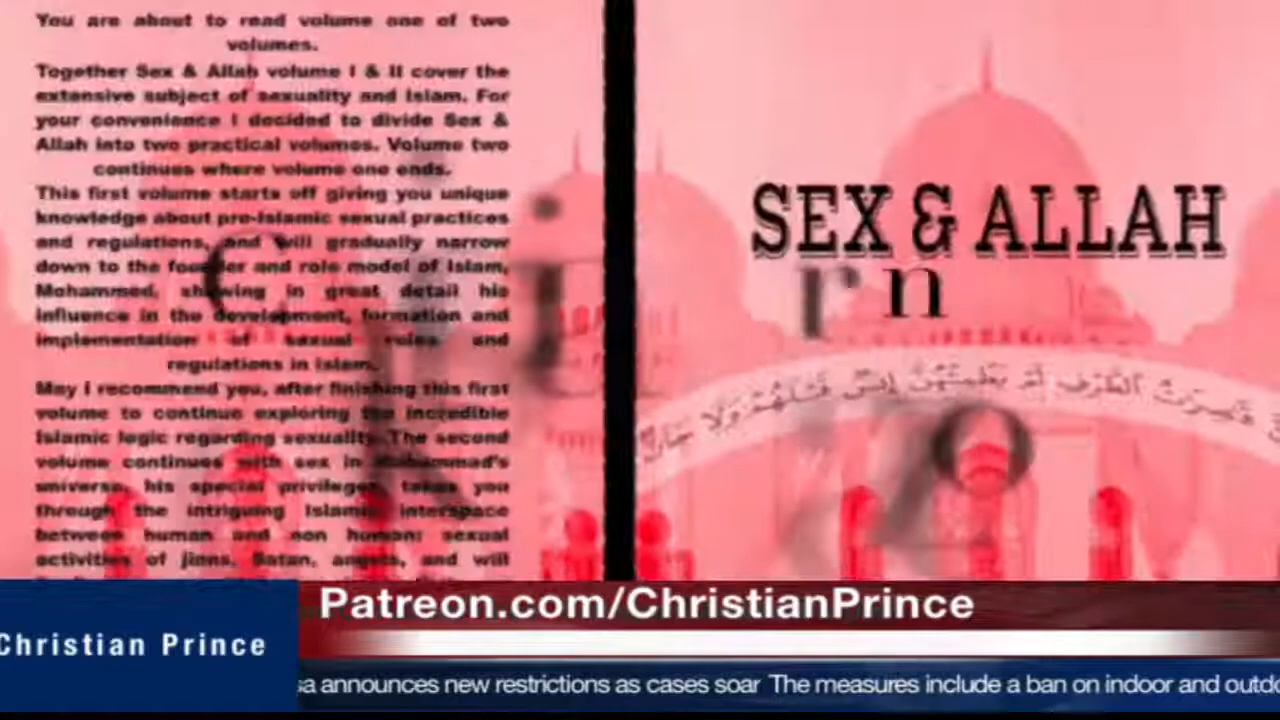 You are about to read volume one of two
volumes.
Together Sex & Allah volume I & II cover the
extensive subject of sexuality and Islam. For
your convenience I decided to divide Sex &
Allah into two practical volumes. Volume two
continues where volume one ends.
This first volume starts off giving you unique
knowledge about pre-Islamic sexual practices
and regulations, and will gradually narrow
down to the founder and role model of Islam,
Mohammed, showing in great detail his
influence in the development, formation and
implementation of sexual rules and
regulations in Islam.
May I recommend you, after finishing this first
volume to continue exploring the incredible
Islamic logic regarding sexuality. The second
volume continues with sex in Muhammad's
universe, his special privileges, takes you
through the intriguing Islamic interspace
between human and non human: sexual
activities of jinns, Satan, angels, and will
SEX & ALLAH
r n
Patreon.com/ChristianPrince
Christian Prince
sa announces new restrictions as cases soar The measures include a ban on indoor and outdo